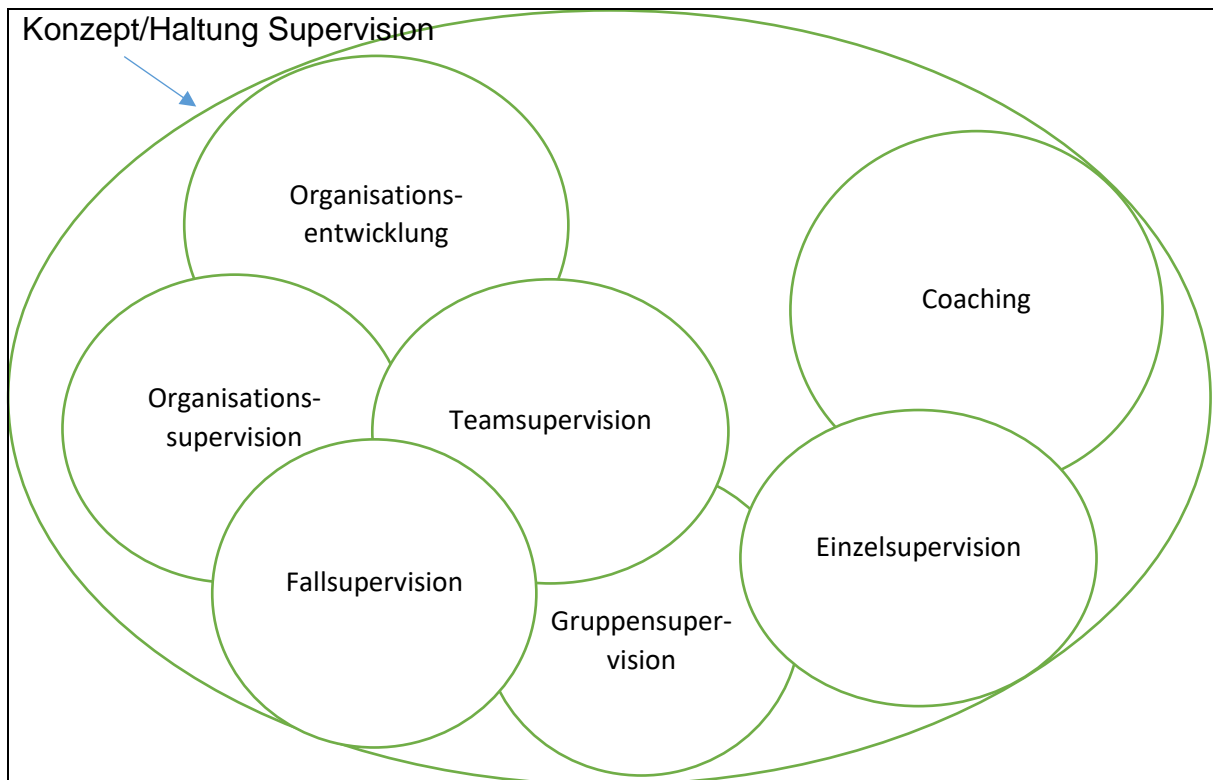 Konzept/Haltung Supervision
Organisations-
entwicklung
Coaching
Organisations-
supervision
Teamsupervision
Einzelsupervision
Fallsupervision
Gruppensuper-
vision